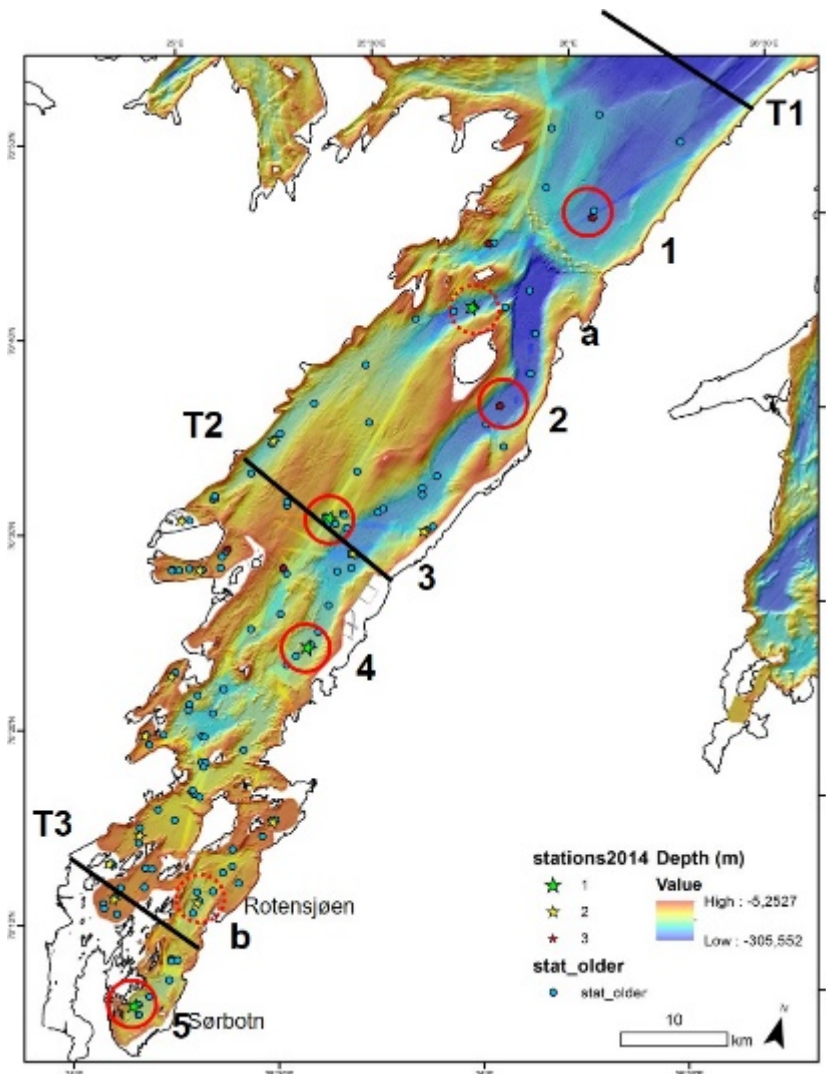 T1
1
a
2
T2
3
4
T3
Rotensjøen
b
5
Sørbotn
stations2014
1
2
3
stat_older
stat_older
Depth (m)
Value
High : -5,2527
Low : -305,552
N
10
km